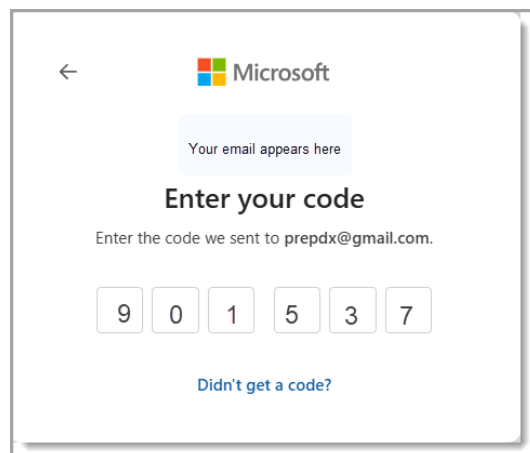 Microsoft
Your email appears here
Enter your code
Enter the code we sent to prepdx@gmail.com.
9 0 1 5 3 7
Didn't get a code?